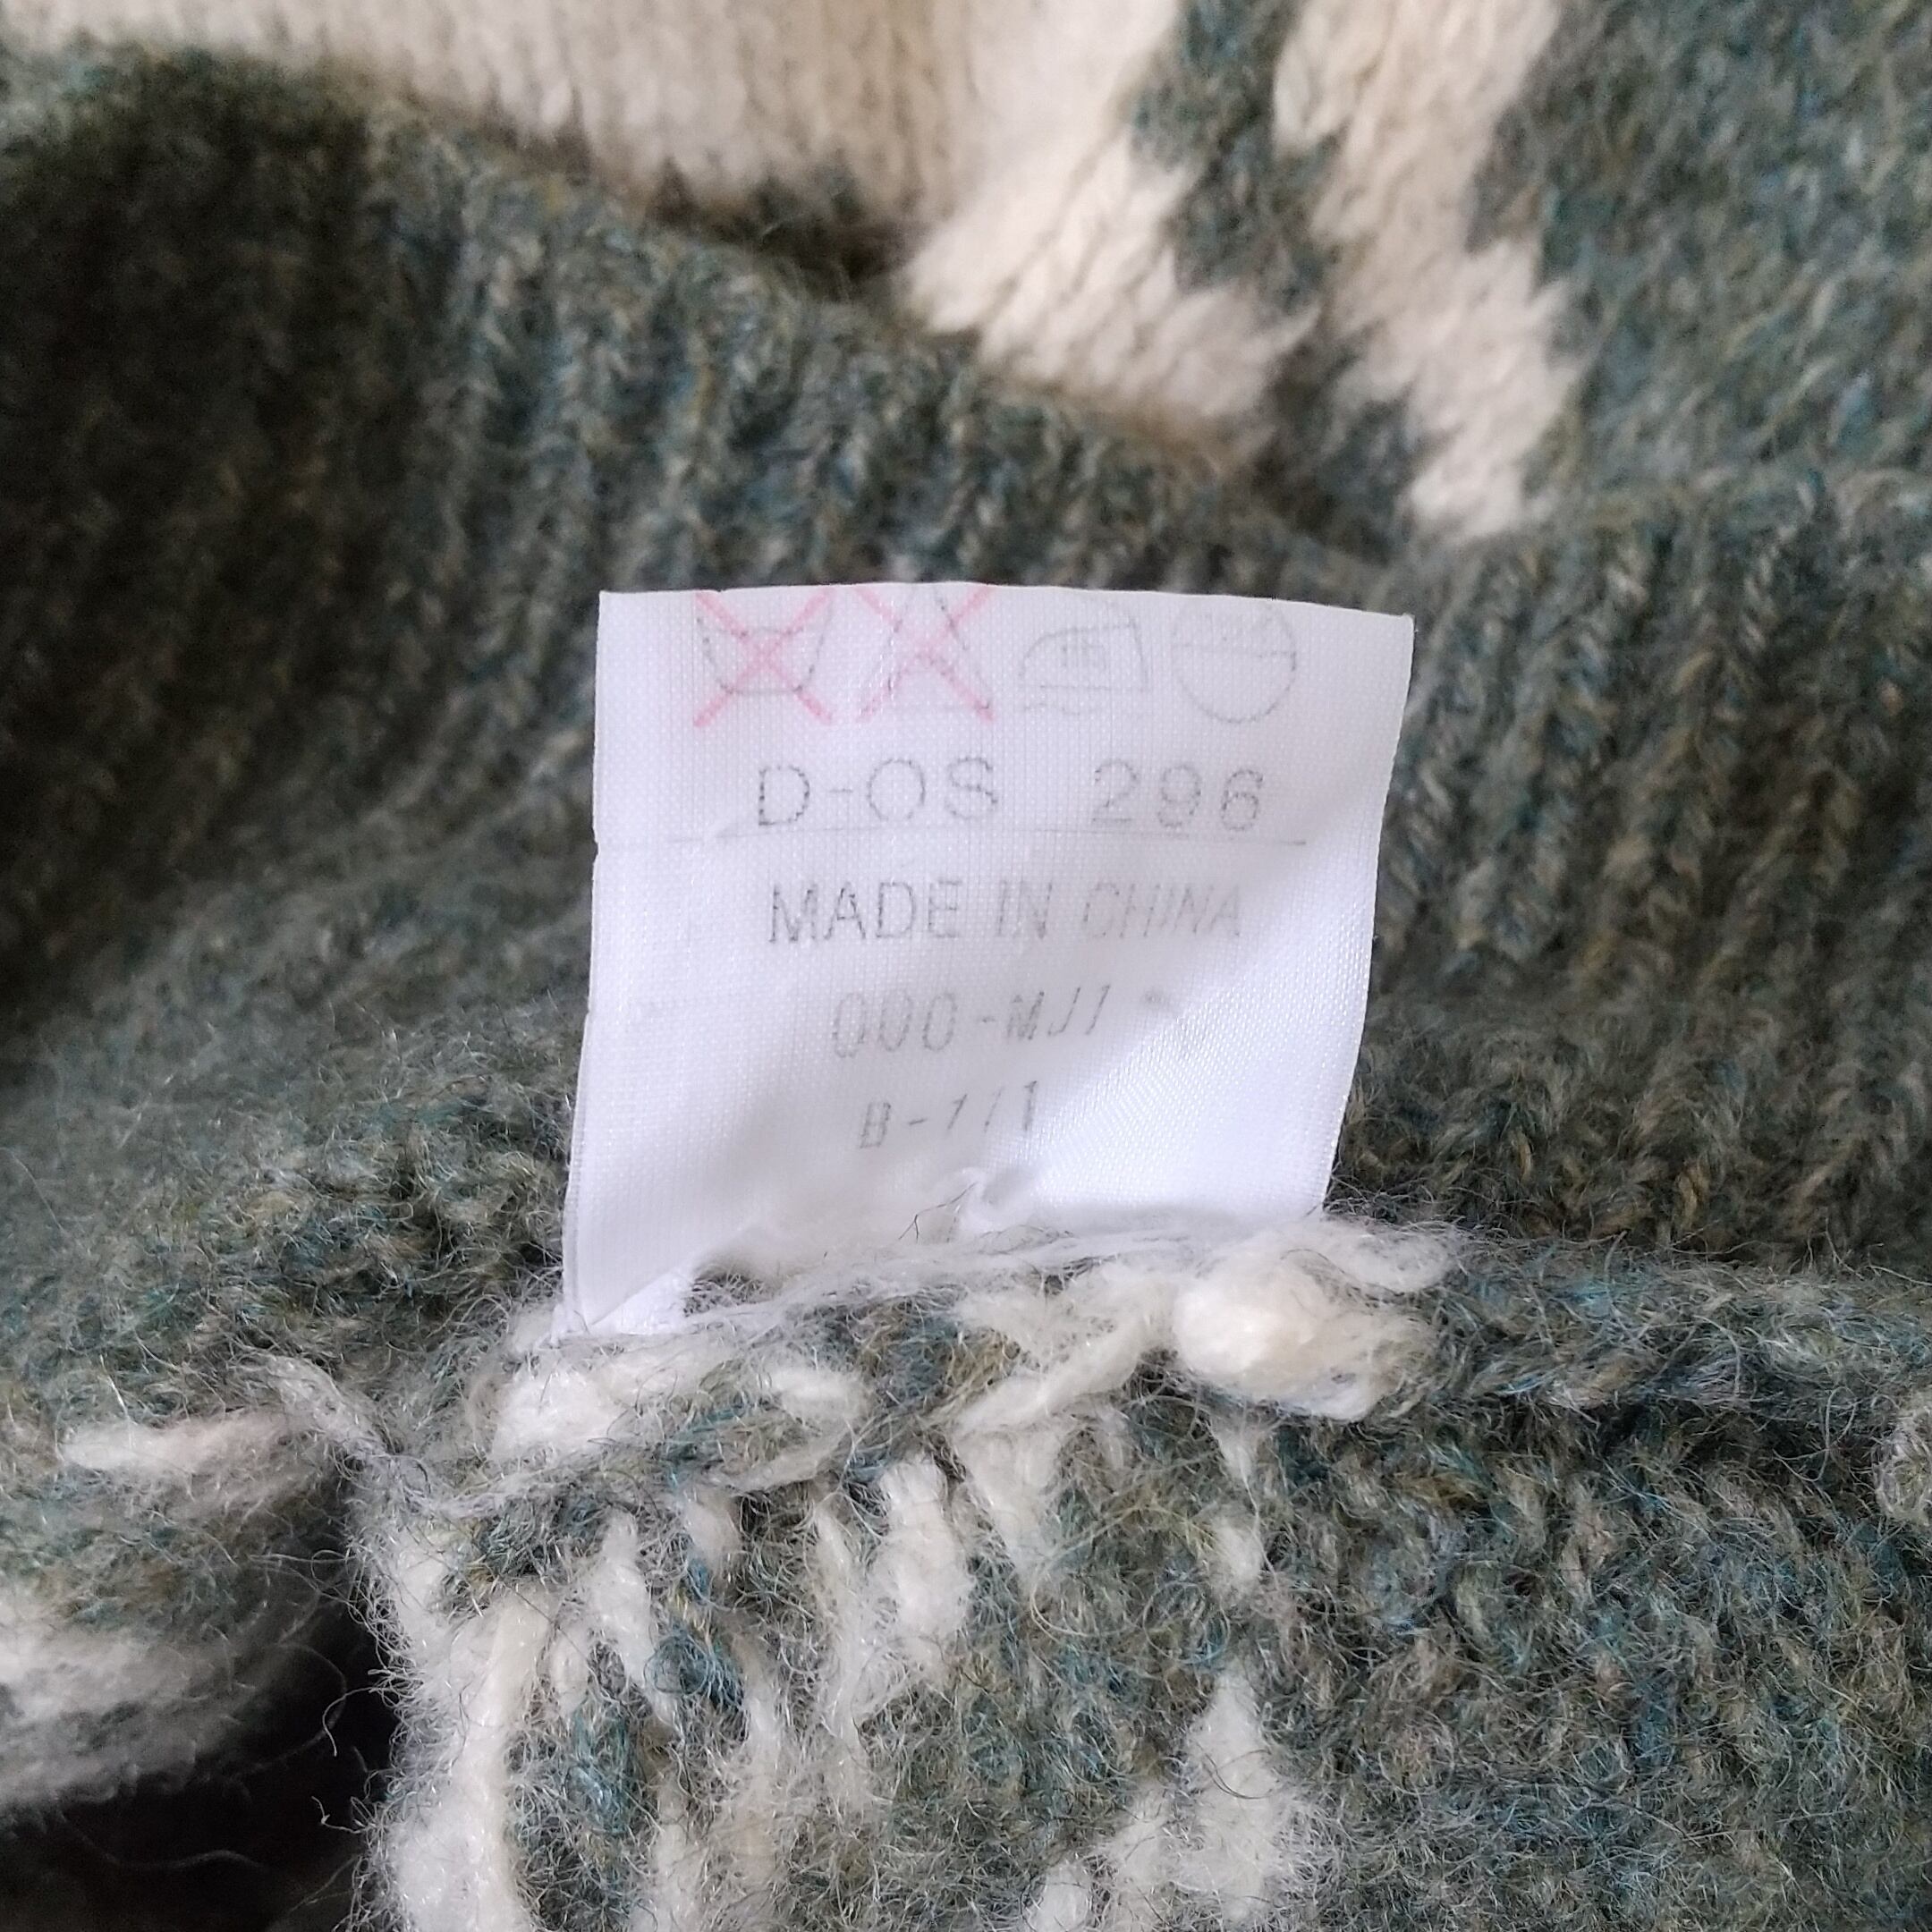 D-OS 296
MADE IN CHINA
000-MJ1
B-1/1